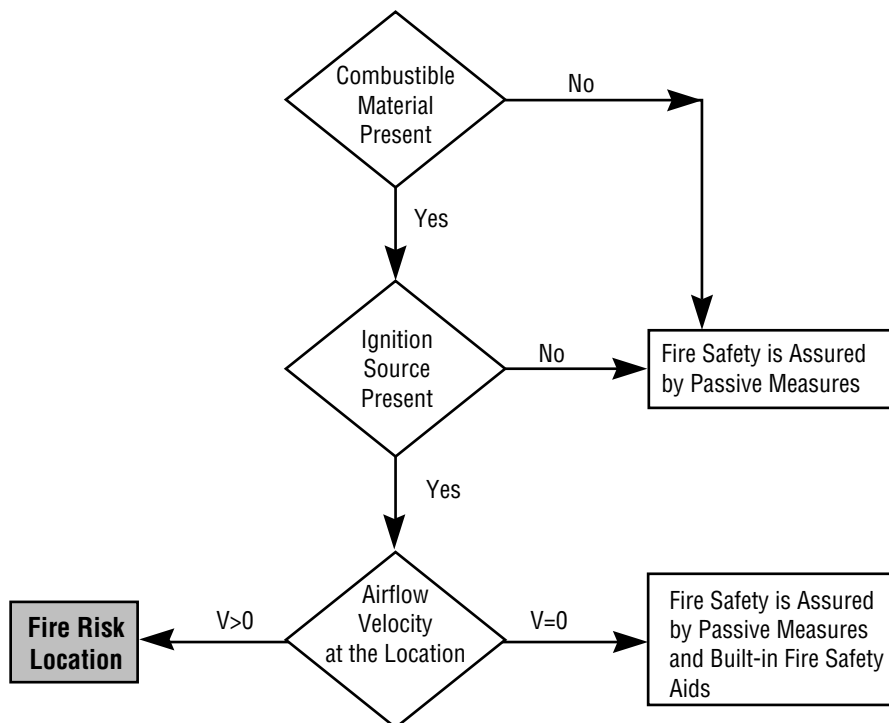 Combustible
Material
Present
No
Yes
Ignition
Source
Present
No
Fire Safety is Assured
by Passive Measures
Yes
Airflow
Velocity
at the Location
V>0
V=0
Fire Risk
Location
Fire Safety is Assured
by Passive Measures
and Built-in Fire Safety
Aids